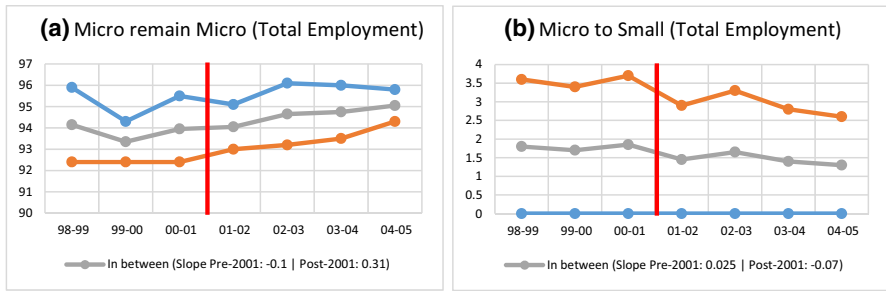 (a) Micro remain Micro (Total Employment)
97
96
95
94
93
92
91
90
98-99 99-00 00-01 01-02 02-03 03-04 04-05
In between (Slope Pre-2001: -0.1 | Post-2001: 0.31)
(b) Micro to Small (Total Employment)
4
3.5
3
2.5
2
1.5
1
0.5
0
98-99 99-00 00-01 01-02 02-03 03-04 04-05
In between (Slope Pre-2001: 0.025 | Post-2001: -0.07)